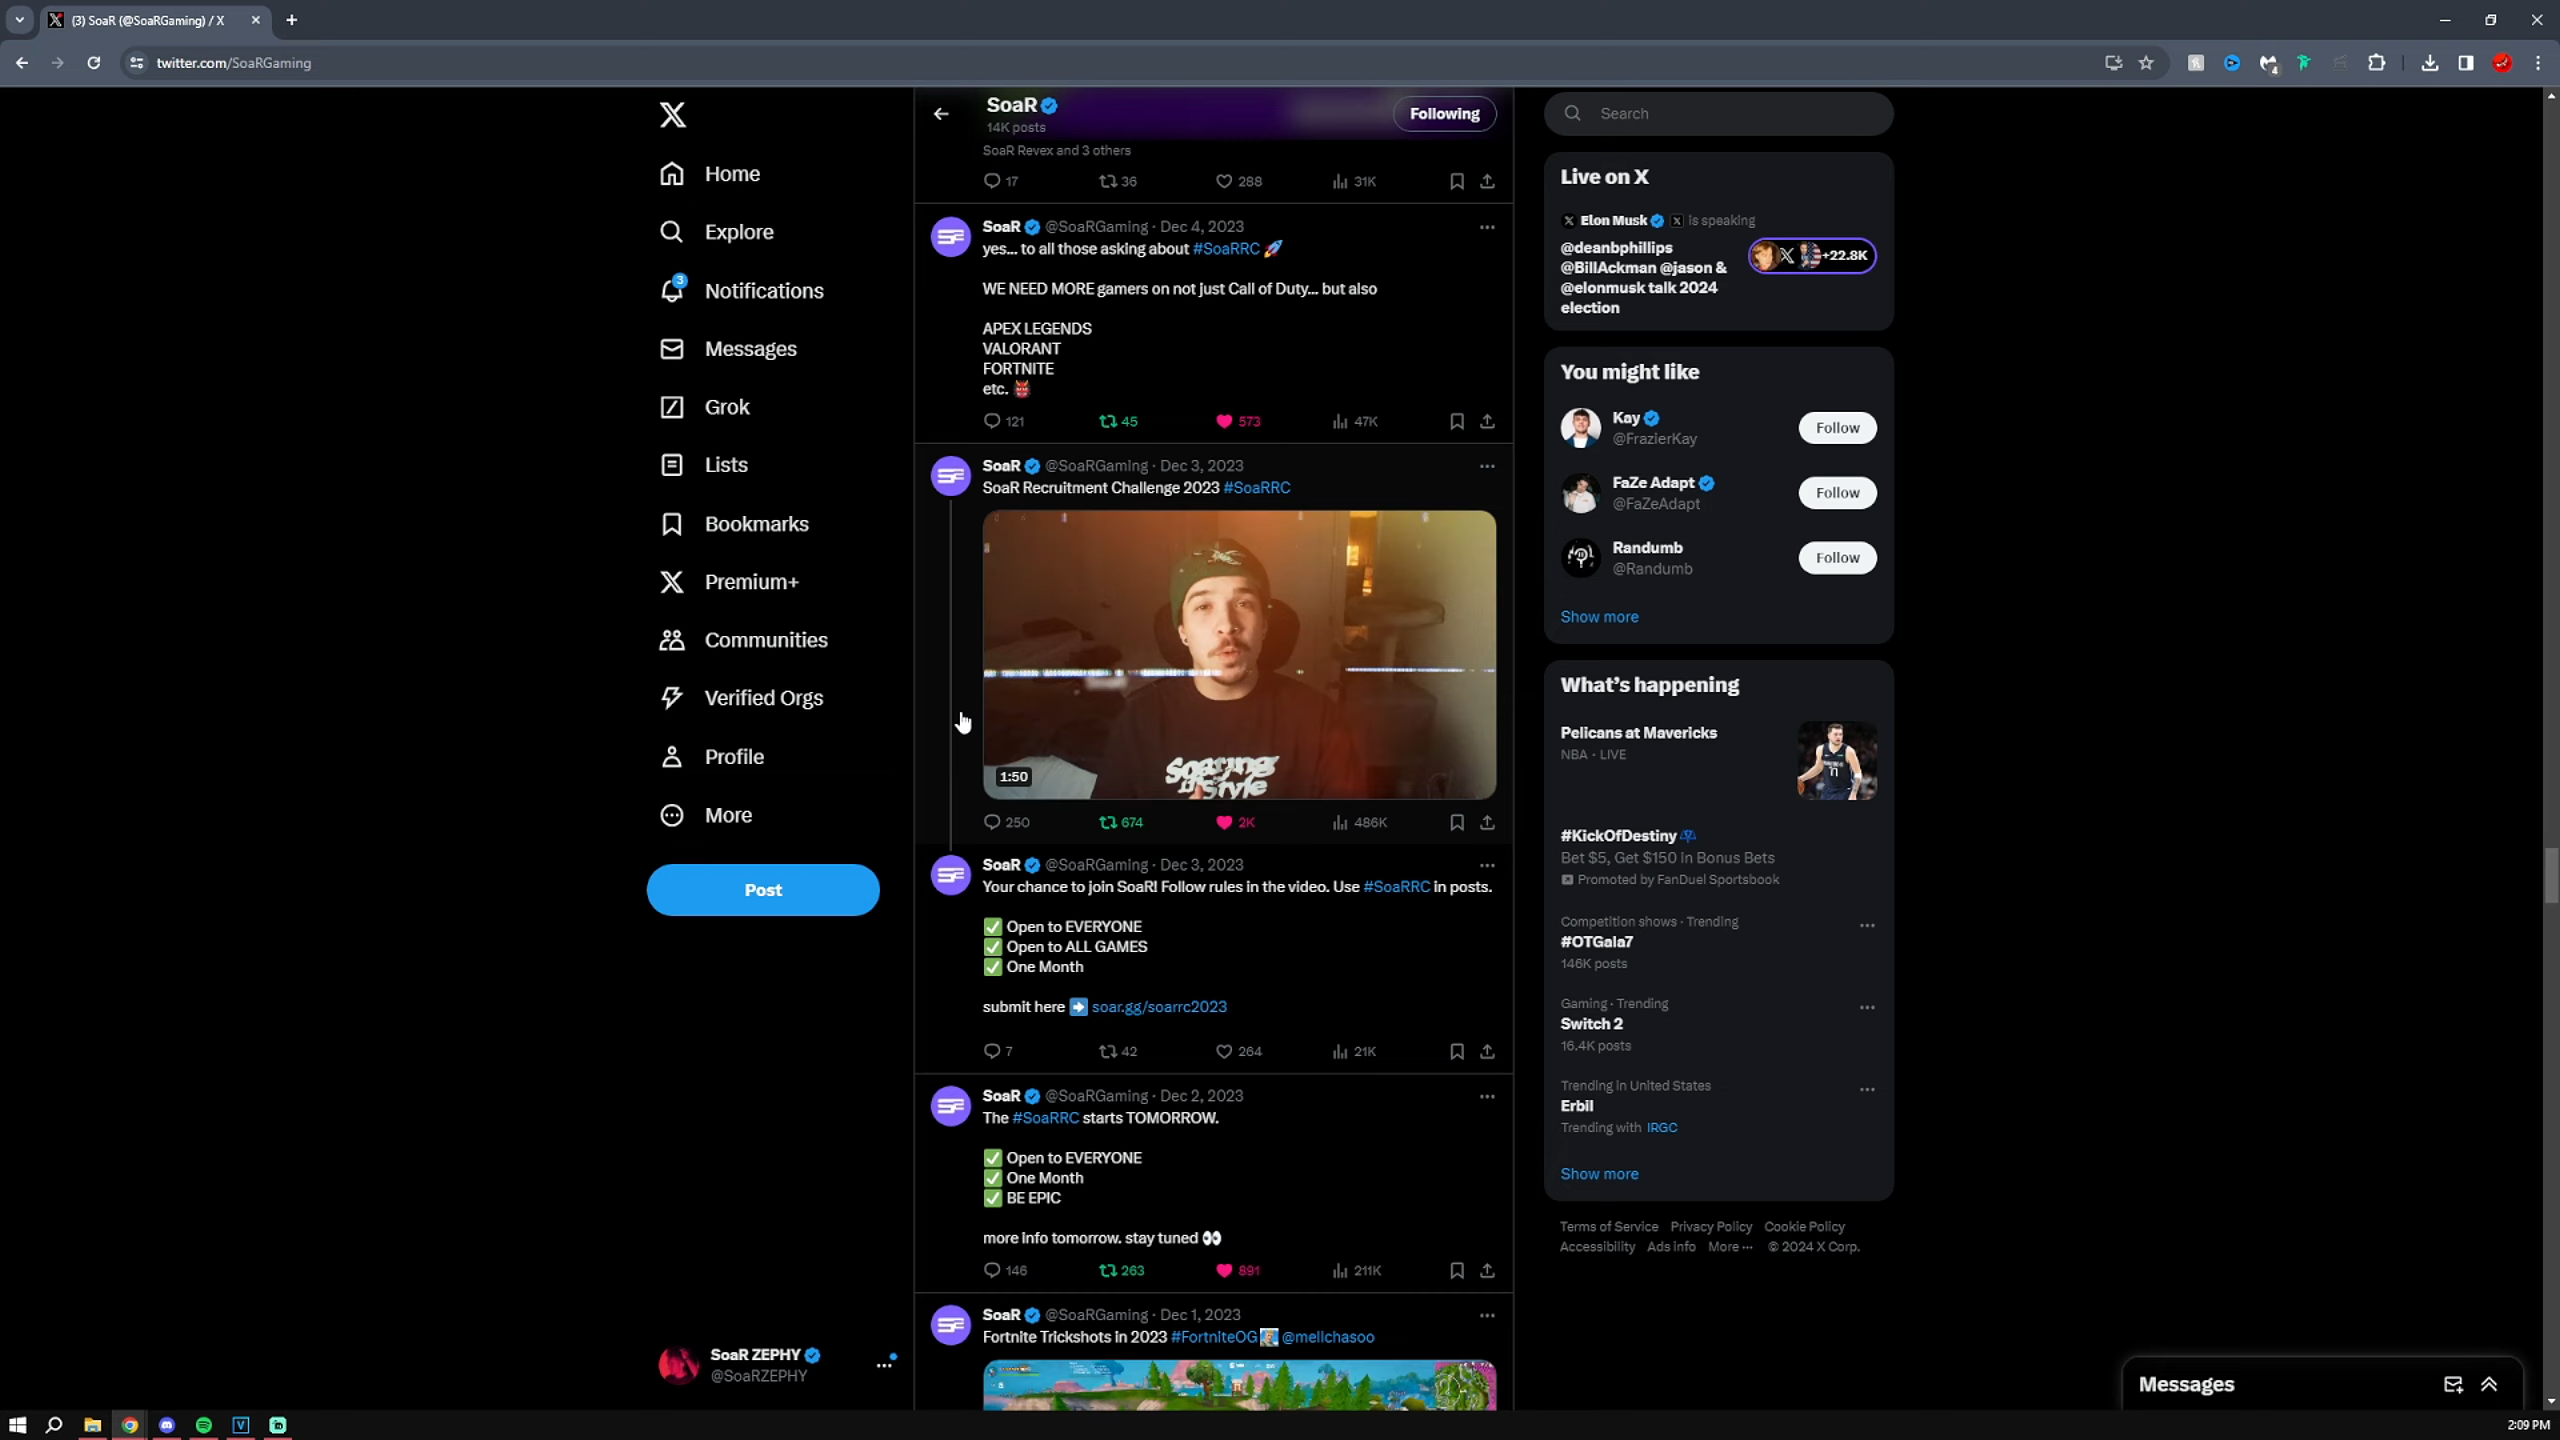 (3) SoaR (@SoaRGaming) / X
twitter.com/SoaRGaming
4
Home
Explore
3
Notifications
Messages
Grok
Lists
Bookmarks
Premium+
Communities
Verified Orgs
Profile
More
Post
SoaR ZEPHY
@SoaRZEPHY
SoaR
14K posts
Following
SoaR Revex and 3 others
17 36 288 31K
SoaR @SoaRGaming · Dec 4, 2023
yes... to all those asking about #SoaRRC 🚀
WE NEED MORE gamers on not just Call of Duty... but also
APEX LEGENDS
VALORANT
FORTNITE
etc. 👹
121 45 573 47K
SoaR @SoaRGaming · Dec 3, 2023
SoaR Recruitment Challenge 2023 #SoaRRC
Soaring
In Style
1:50
250 674 2K 486K
SoaR @SoaRGaming · Dec 3, 2023
Your chance to join SoaR! Follow rules in the video. Use #SoaRRC in posts.
✅ Open to EVERYONE
✅ Open to ALL GAMES
✅ One Month
submit here ➡️ soar.gg/soarrc2023
7 42 264 21K
SoaR @SoaRGaming · Dec 2, 2023
The #SoaRRC starts TOMORROW.
✅ Open to EVERYONE
✅ One Month
✅ BE EPIC
more info tomorrow. stay tuned 👀
146 263 891 211K
SoaR @SoaRGaming · Dec 1, 2023
Fortnite Trickshots in 2023 #FortniteOG @mellchasoo
Search
Live on X
Elon Musk is speaking
@deanbphillips
@BillAckman @jason &
@elonmusk talk 2024
election
+22.8K
You might like
Kay
@FrazierKay
Follow
FaZe Adapt
@FaZeAdapt
Follow
Randumb
@Randumb
Follow
Show more
What's happening
Pelicans at Mavericks
NBA · LIVE
#KickOfDestiny
Bet $5, Get $150 In Bonus Bets
Promoted by FanDuel Sportsbook
Competition shows · Trending
#OTGala7
146K posts
Gaming · Trending
Switch 2
16.4K posts
Trending in United States
Erbil
Trending with IRGC
Show more
Terms of Service Privacy Policy Cookie Policy
Accessibility Ads info More ··· © 2024 X Corp.
Messages
2:09 PM